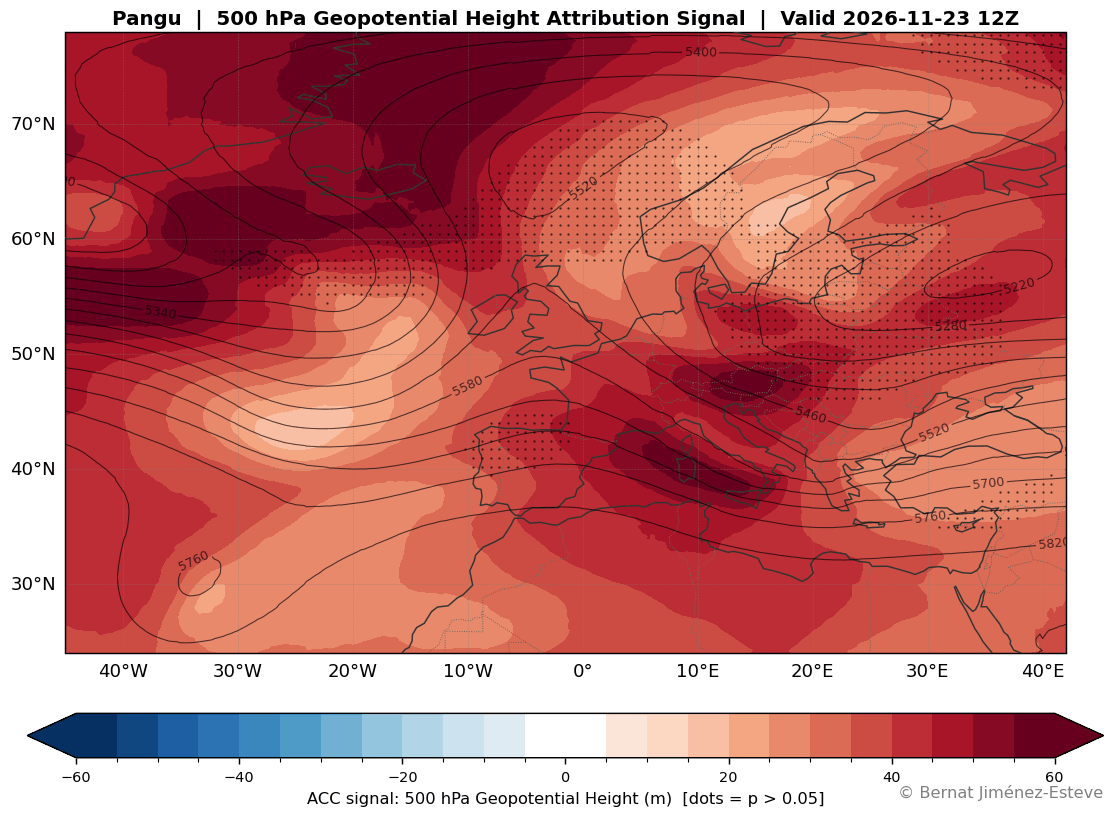 Pangu | 500 hPa Geopotential Height Attribution Signal | Valid 2026-11-23 12Z
5400
70°N
5520
60°N
5220
5340
5280
50°N
5580
5460
5520
40°N
5700
5760
5820
5760
30°N
40°W 30°W 20°W 10°W 0° 10°E 20°E 30°E 40°E
−60 −40 −20 0 20 40 60
ACC signal: 500 hPa Geopotential Height (m) [dots = p > 0.05]
© Bernat Jiménez-Esteve